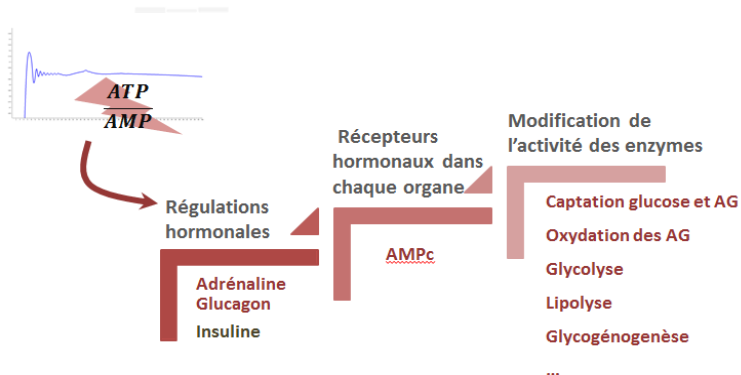 ATP
AMP
Régulations
hormonales
Adrénaline
Glucagon
Insuline
Récepteurs
hormonaux dans
chaque organe
AMPc
Modification de
l’activité des enzymes
Captation glucose et AG
Oxydation des AG
Glycolyse
Lipolyse
Glycogénogenèse
...